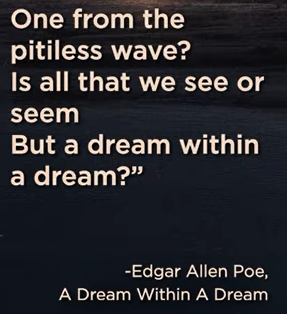 One from the
pitiless wave?
Is all that we see or
seem
But a dream within
a dream?”
-Edgar Allen Poe,
A Dream Within A Dream